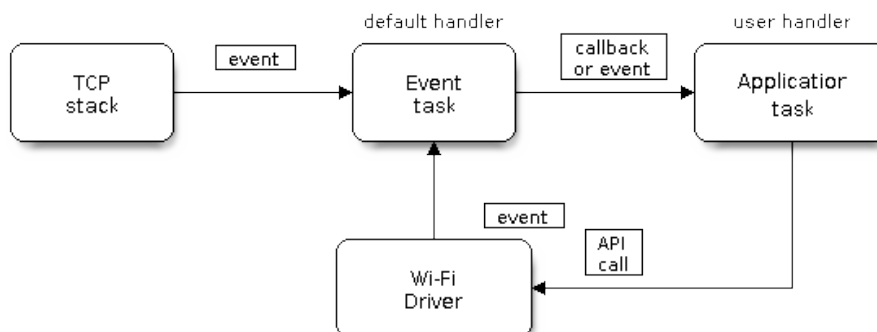 default handler
user handler
event
callback
or event
TCP
stack
Event
task
Application
task
event
API
call
Wi-Fi
Driver